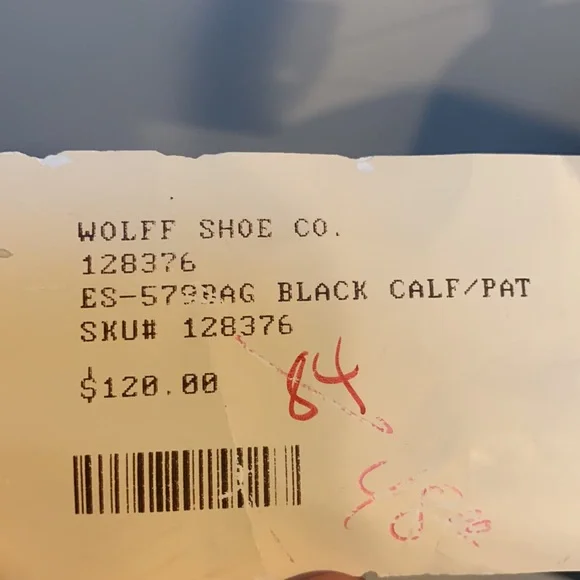 WOLFF SHOE CO.
128376
BLACK CALF/PAT
SKU# 128376
$120.00
84